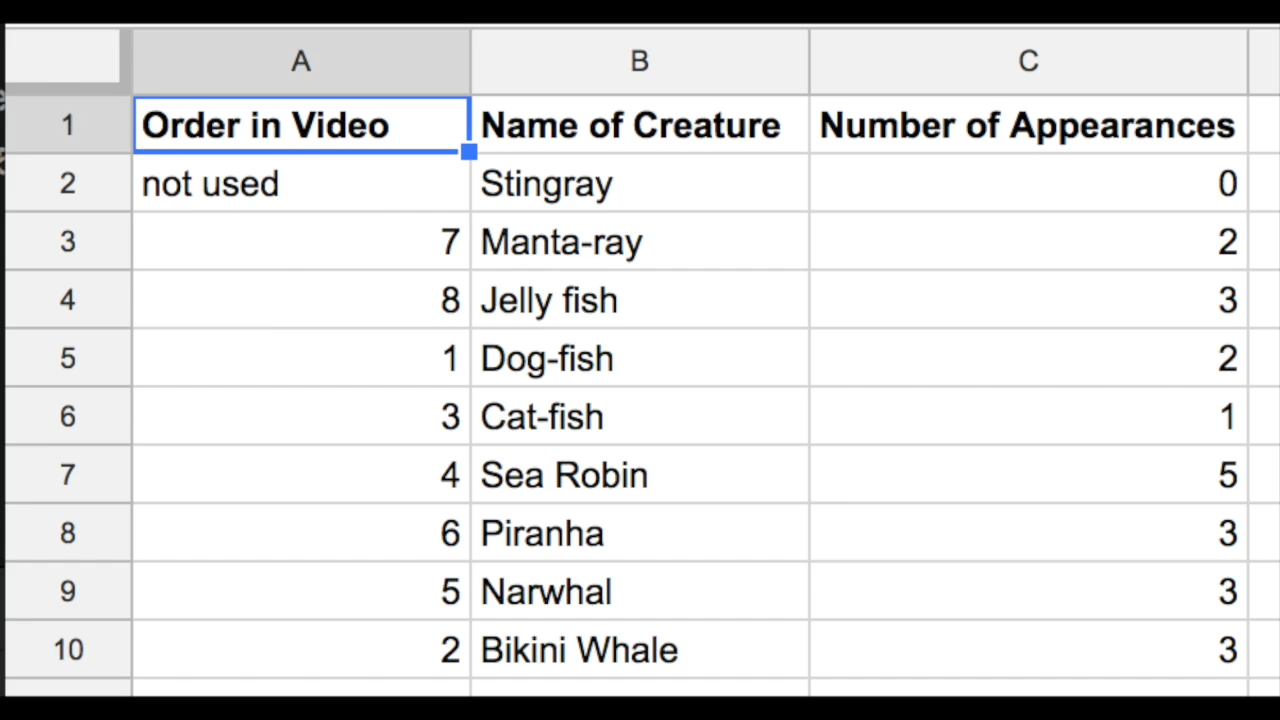 A B C
1 Order in Video Name of Creature Number of Appearances
2 not used Stingray 0
3 7 Manta-ray 2
4 8 Jelly fish 3
5 1 Dog-fish 2
6 3 Cat-fish 1
7 4 Sea Robin 5
8 6 Piranha 3
9 5 Narwhal 3
10 2 Bikini Whale 3